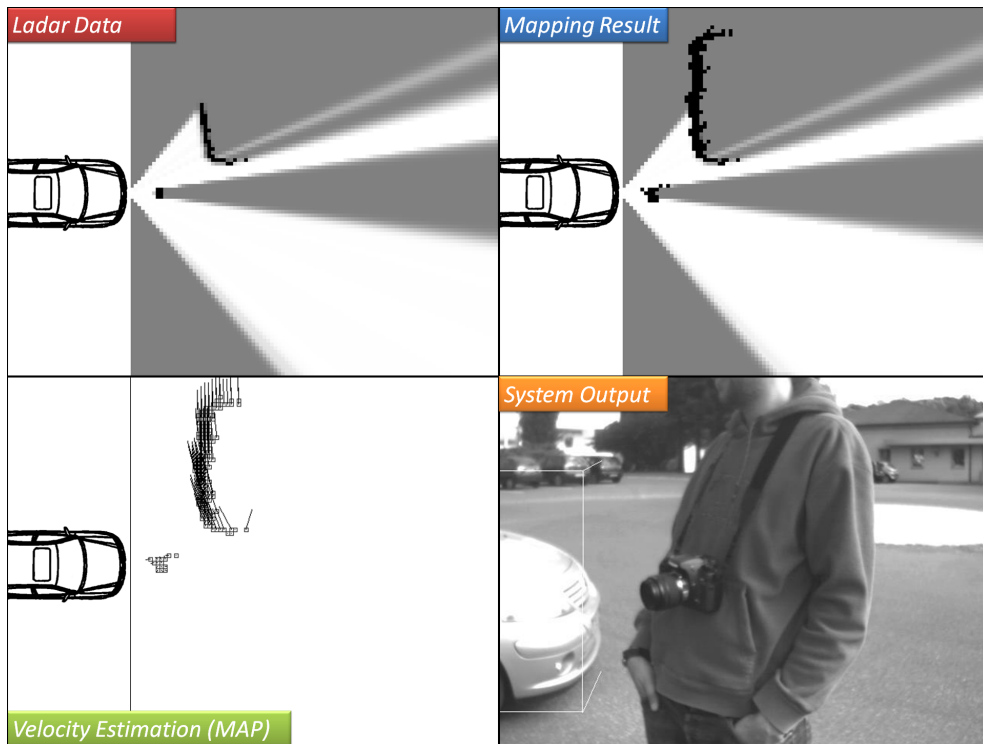 Ladar Data
Mapping Result
Velocity Estimation (MAP)
System Output